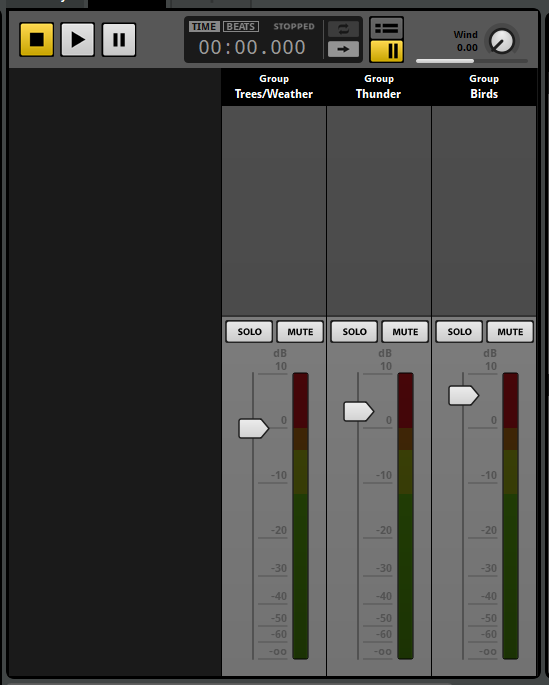 TIME BEATS STOPPED
00:00.000
Wind
0.00
Group Group Group
Trees/Weather Thunder Birds
SOLO MUTE SOLO MUTE SOLO MUTE
dB dB dB
10 10 10
0 0 0
-10 -10 -10
-20 -20 -20
-30 -30 -30
-40 -40 -40
-50 -50 -50
-60 -60 -60
-oo -oo -oo